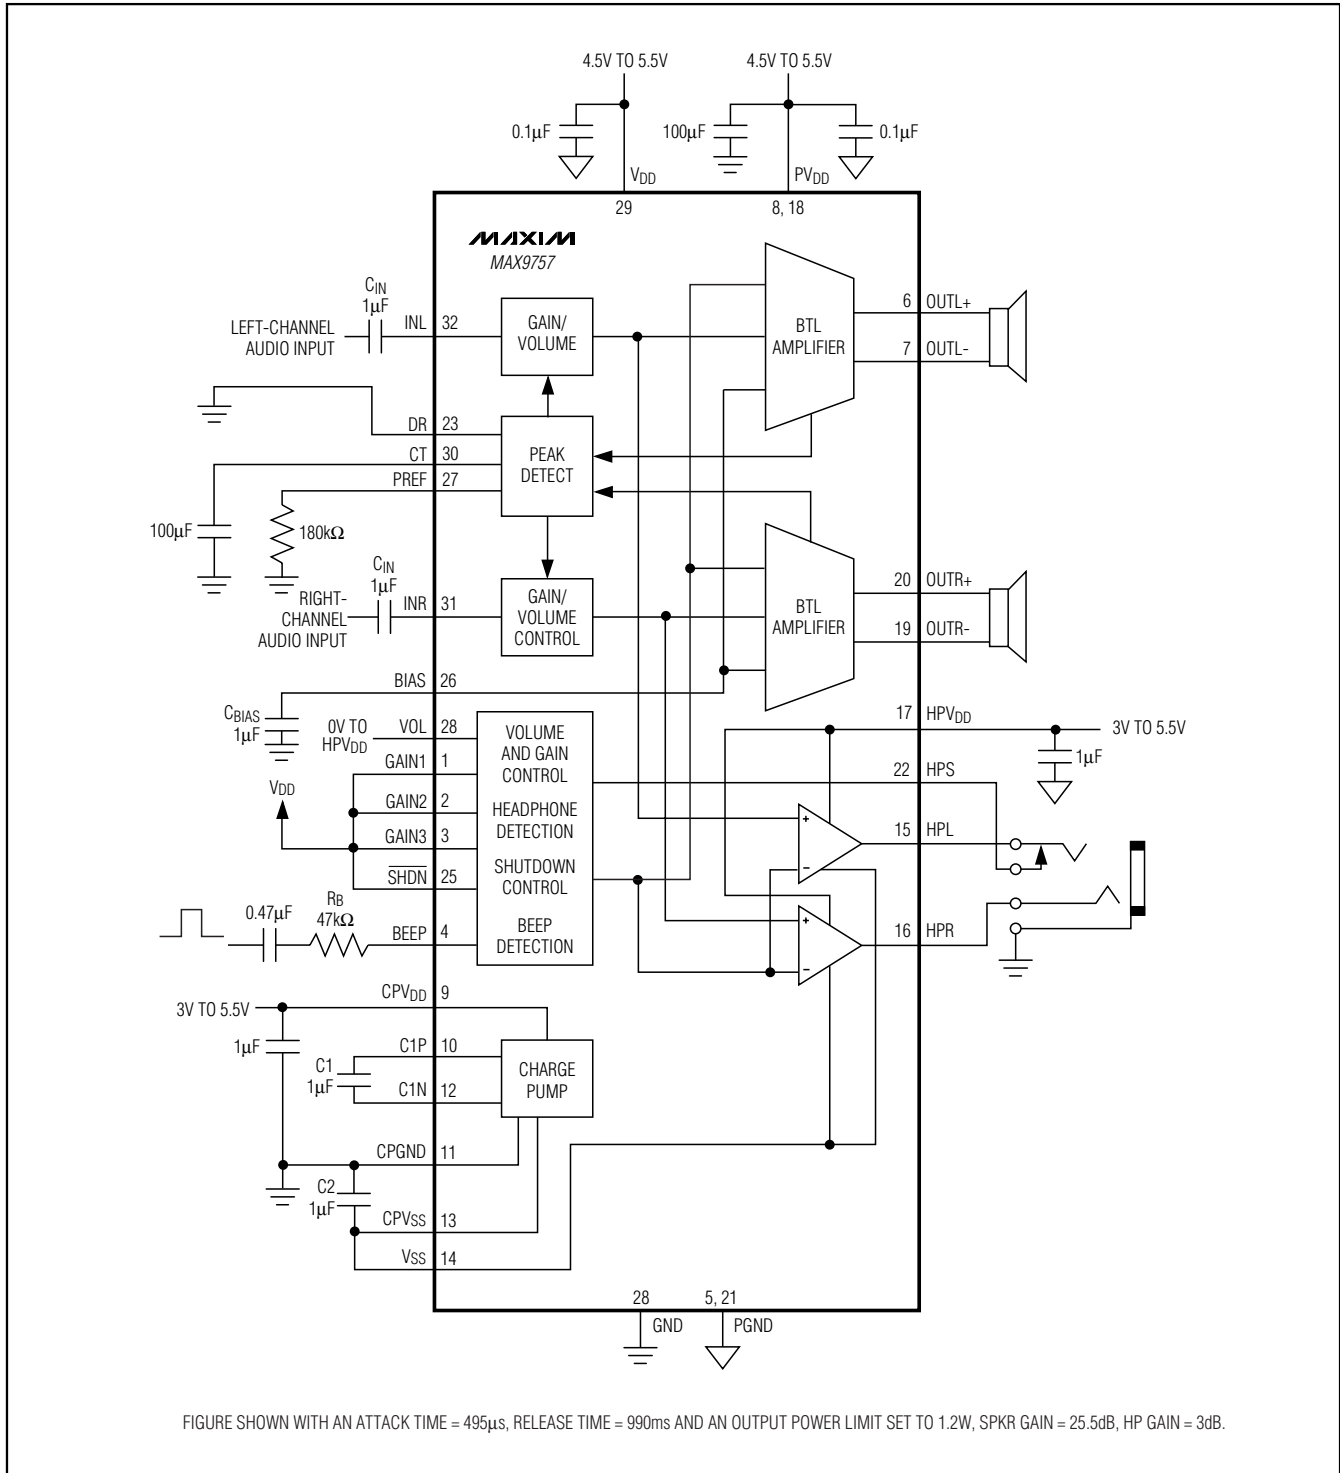 4.5V TO 5.5V
4.5V TO 5.5V
0.1μF
100μF
0.1μF
VDD
PVDD
29
8, 18
MAXIM
MAX9757
CIN
1μF
LEFT-CHANNEL
AUDIO INPUT
INL
32
GAIN/
VOLUME
BTL
AMPLIFIER
6
OUTL+
7
OUTL-
DR
23
CT
30
PREF
27
PEAK
DETECT
100μF
180kΩ
CIN
1μF
RIGHT-
CHANNEL
AUDIO INPUT
INR
31
GAIN/
VOLUME
CONTROL
BTL
AMPLIFIER
20
OUTR+
19
OUTR-
BIAS
26
CBIAS
1μF
0V TO
HPVDD
VOL
28
GAIN1
1
VDD
GAIN2
2
GAIN3
3
SHDN
25
VOLUME
AND GAIN
CONTROL
HEADPHONE
DETECTION
SHUTDOWN
CONTROL
BEEP
DETECTION
17
HPVDD
3V TO 5.5V
1μF
22
HPS
15
HPL
16
HPR
+
−
+
−
0.47μF
RB
47kΩ
BEEP
4
CPVDD
9
3V TO 5.5V
1μF
C1P
10
C1
1μF
C1N
12
CHARGE
PUMP
CPGND
11
C2
1μF
CPVSS
13
VSS
14
28
GND
5, 21
PGND
FIGURE SHOWN WITH AN ATTACK TIME = 495μs, RELEASE TIME = 990ms AND AN OUTPUT POWER LIMIT SET TO 1.2W, SPKR GAIN = 25.5dB, HP GAIN = 3dB.